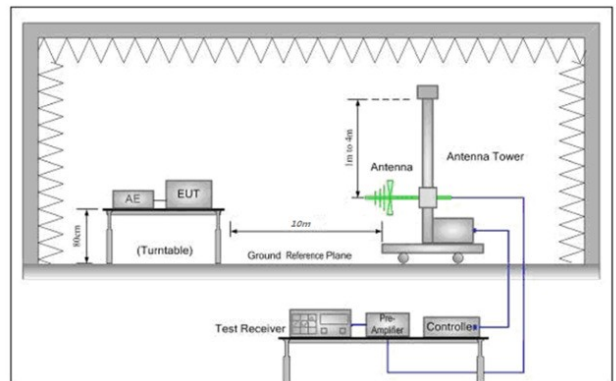 1m to 4m
Antenna
Antenna Tower
AE
EUT
80cm
(Turntable)
10m
Ground Reference Plane
Test Receiver
Pre-
Amplifier
Controller